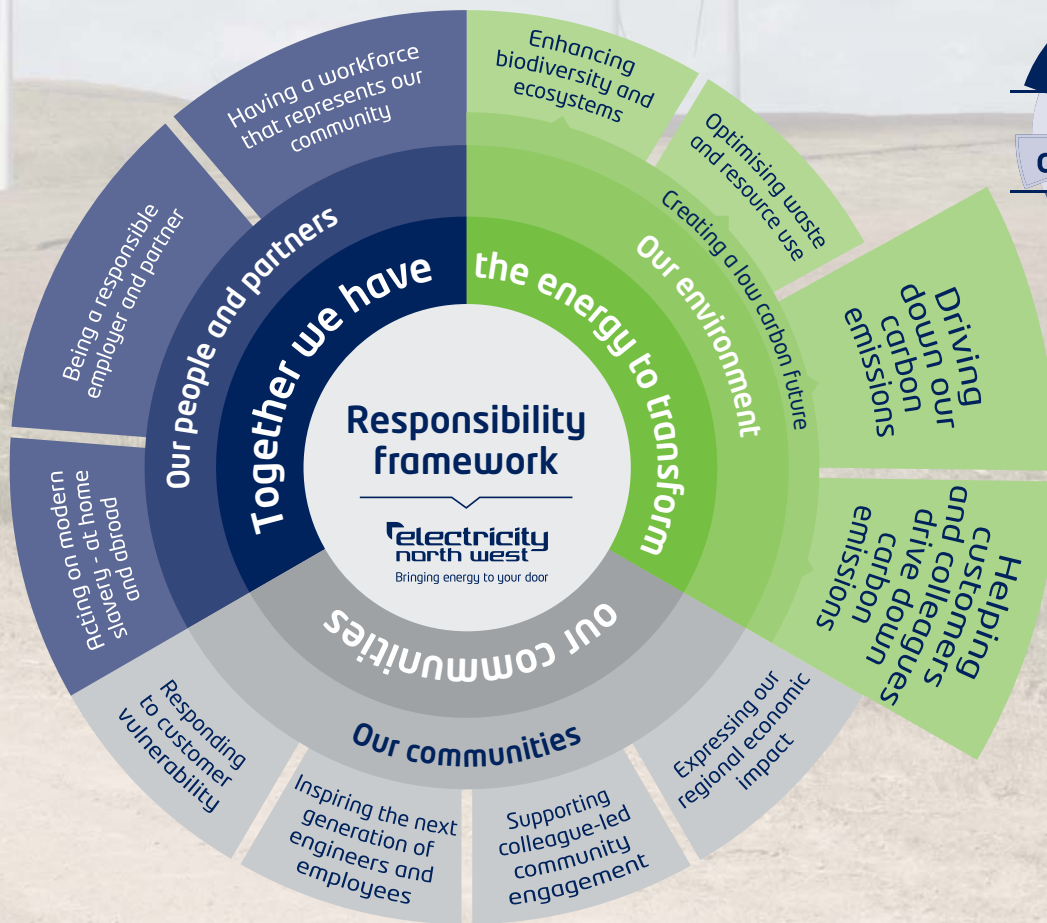 Responsibility
framework
electricity
north west
Bringing energy to your door
Together we have
the energy to transform
our communities
Our people and partners
Having a workforce
that represents our
community
Being a responsible
employer and partner
Acting on modern
slavery - at home
and abroad
Our environment
Creating a low carbon future
Enhancing
biodiversity and
ecosystems
Optimising waste
and resource use
Driving
down our
carbon
emissions
Helping
customers
and colleagues
drive down
carbon
emissions
Our communities
Expressing our
regional economic
impact
Supporting
colleague-led
community
engagement
Inspiring the next
generation of
engineers and
employees
Responding
to customer
vulnerability